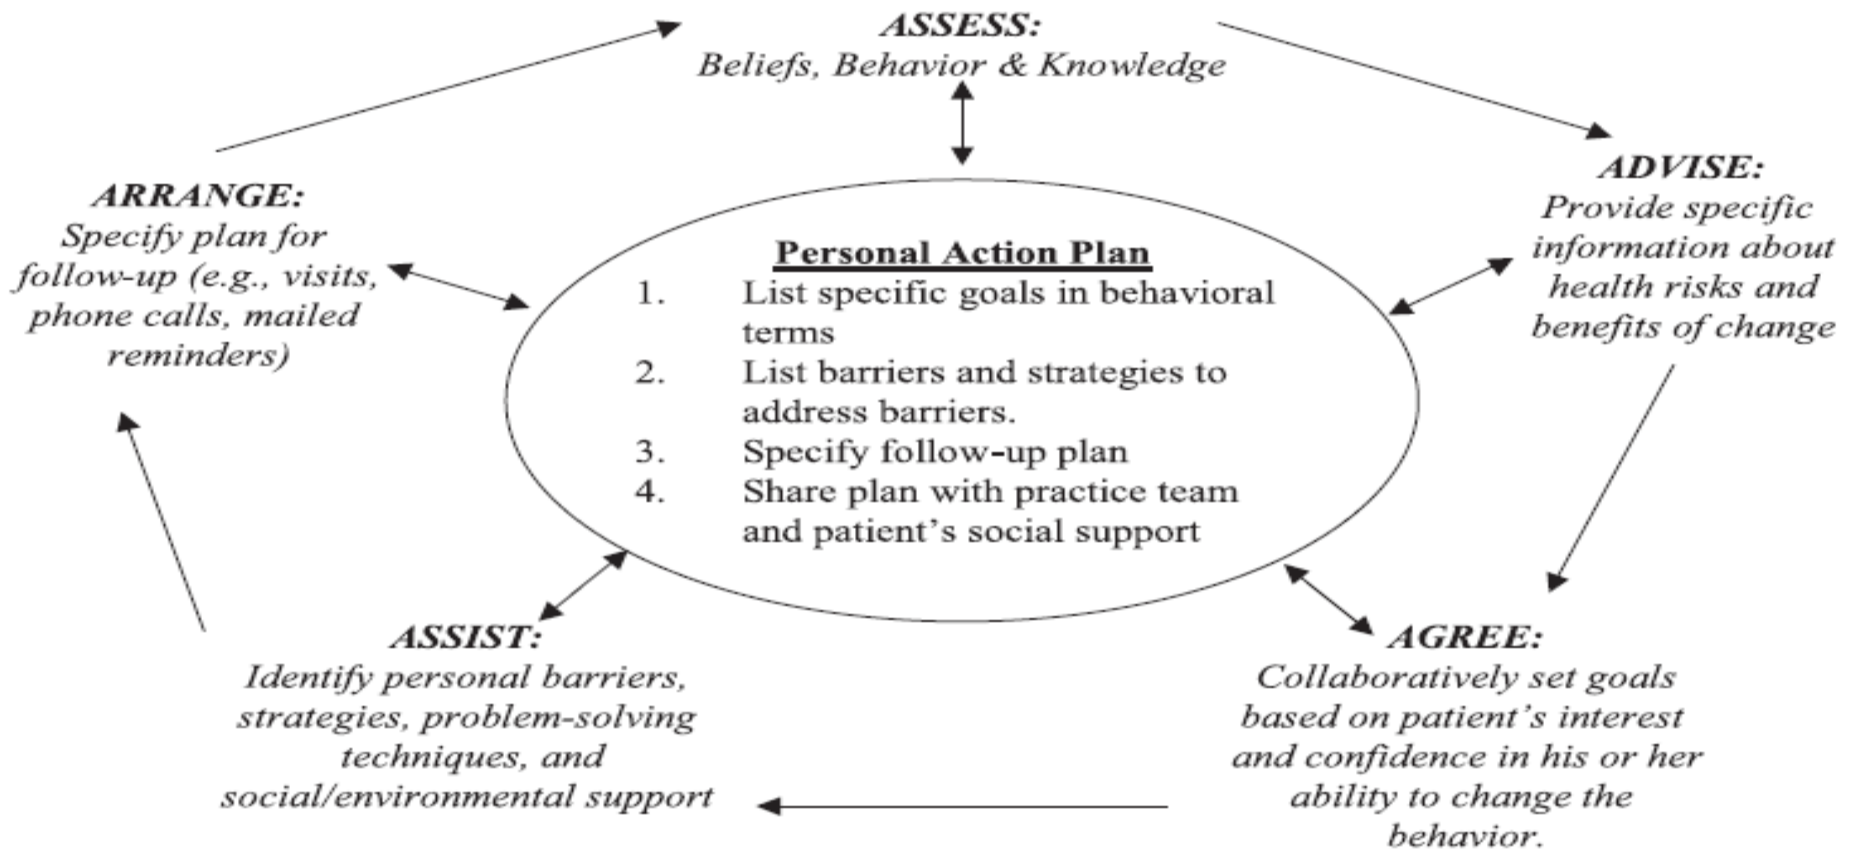 ASSESS:
Beliefs, Behavior & Knowledge
ADVISE:
Provide specific
information about
health risks and
benefits of change
ARRANGE:
Specify plan for
follow-up (e.g., visits,
phone calls, mailed
reminders)
Personal Action Plan
1. List specific goals in behavioral
terms
2. List barriers and strategies to
address barriers.
3. Specify follow-up plan
4. Share plan with practice team
and patient's social support
ASSIST:
Identify personal barriers,
strategies, problem-solving
techniques, and
social/environmental support
AGREE:
Collaboratively set goals
based on patient's interest
and confidence in his or her
ability to change the
behavior.